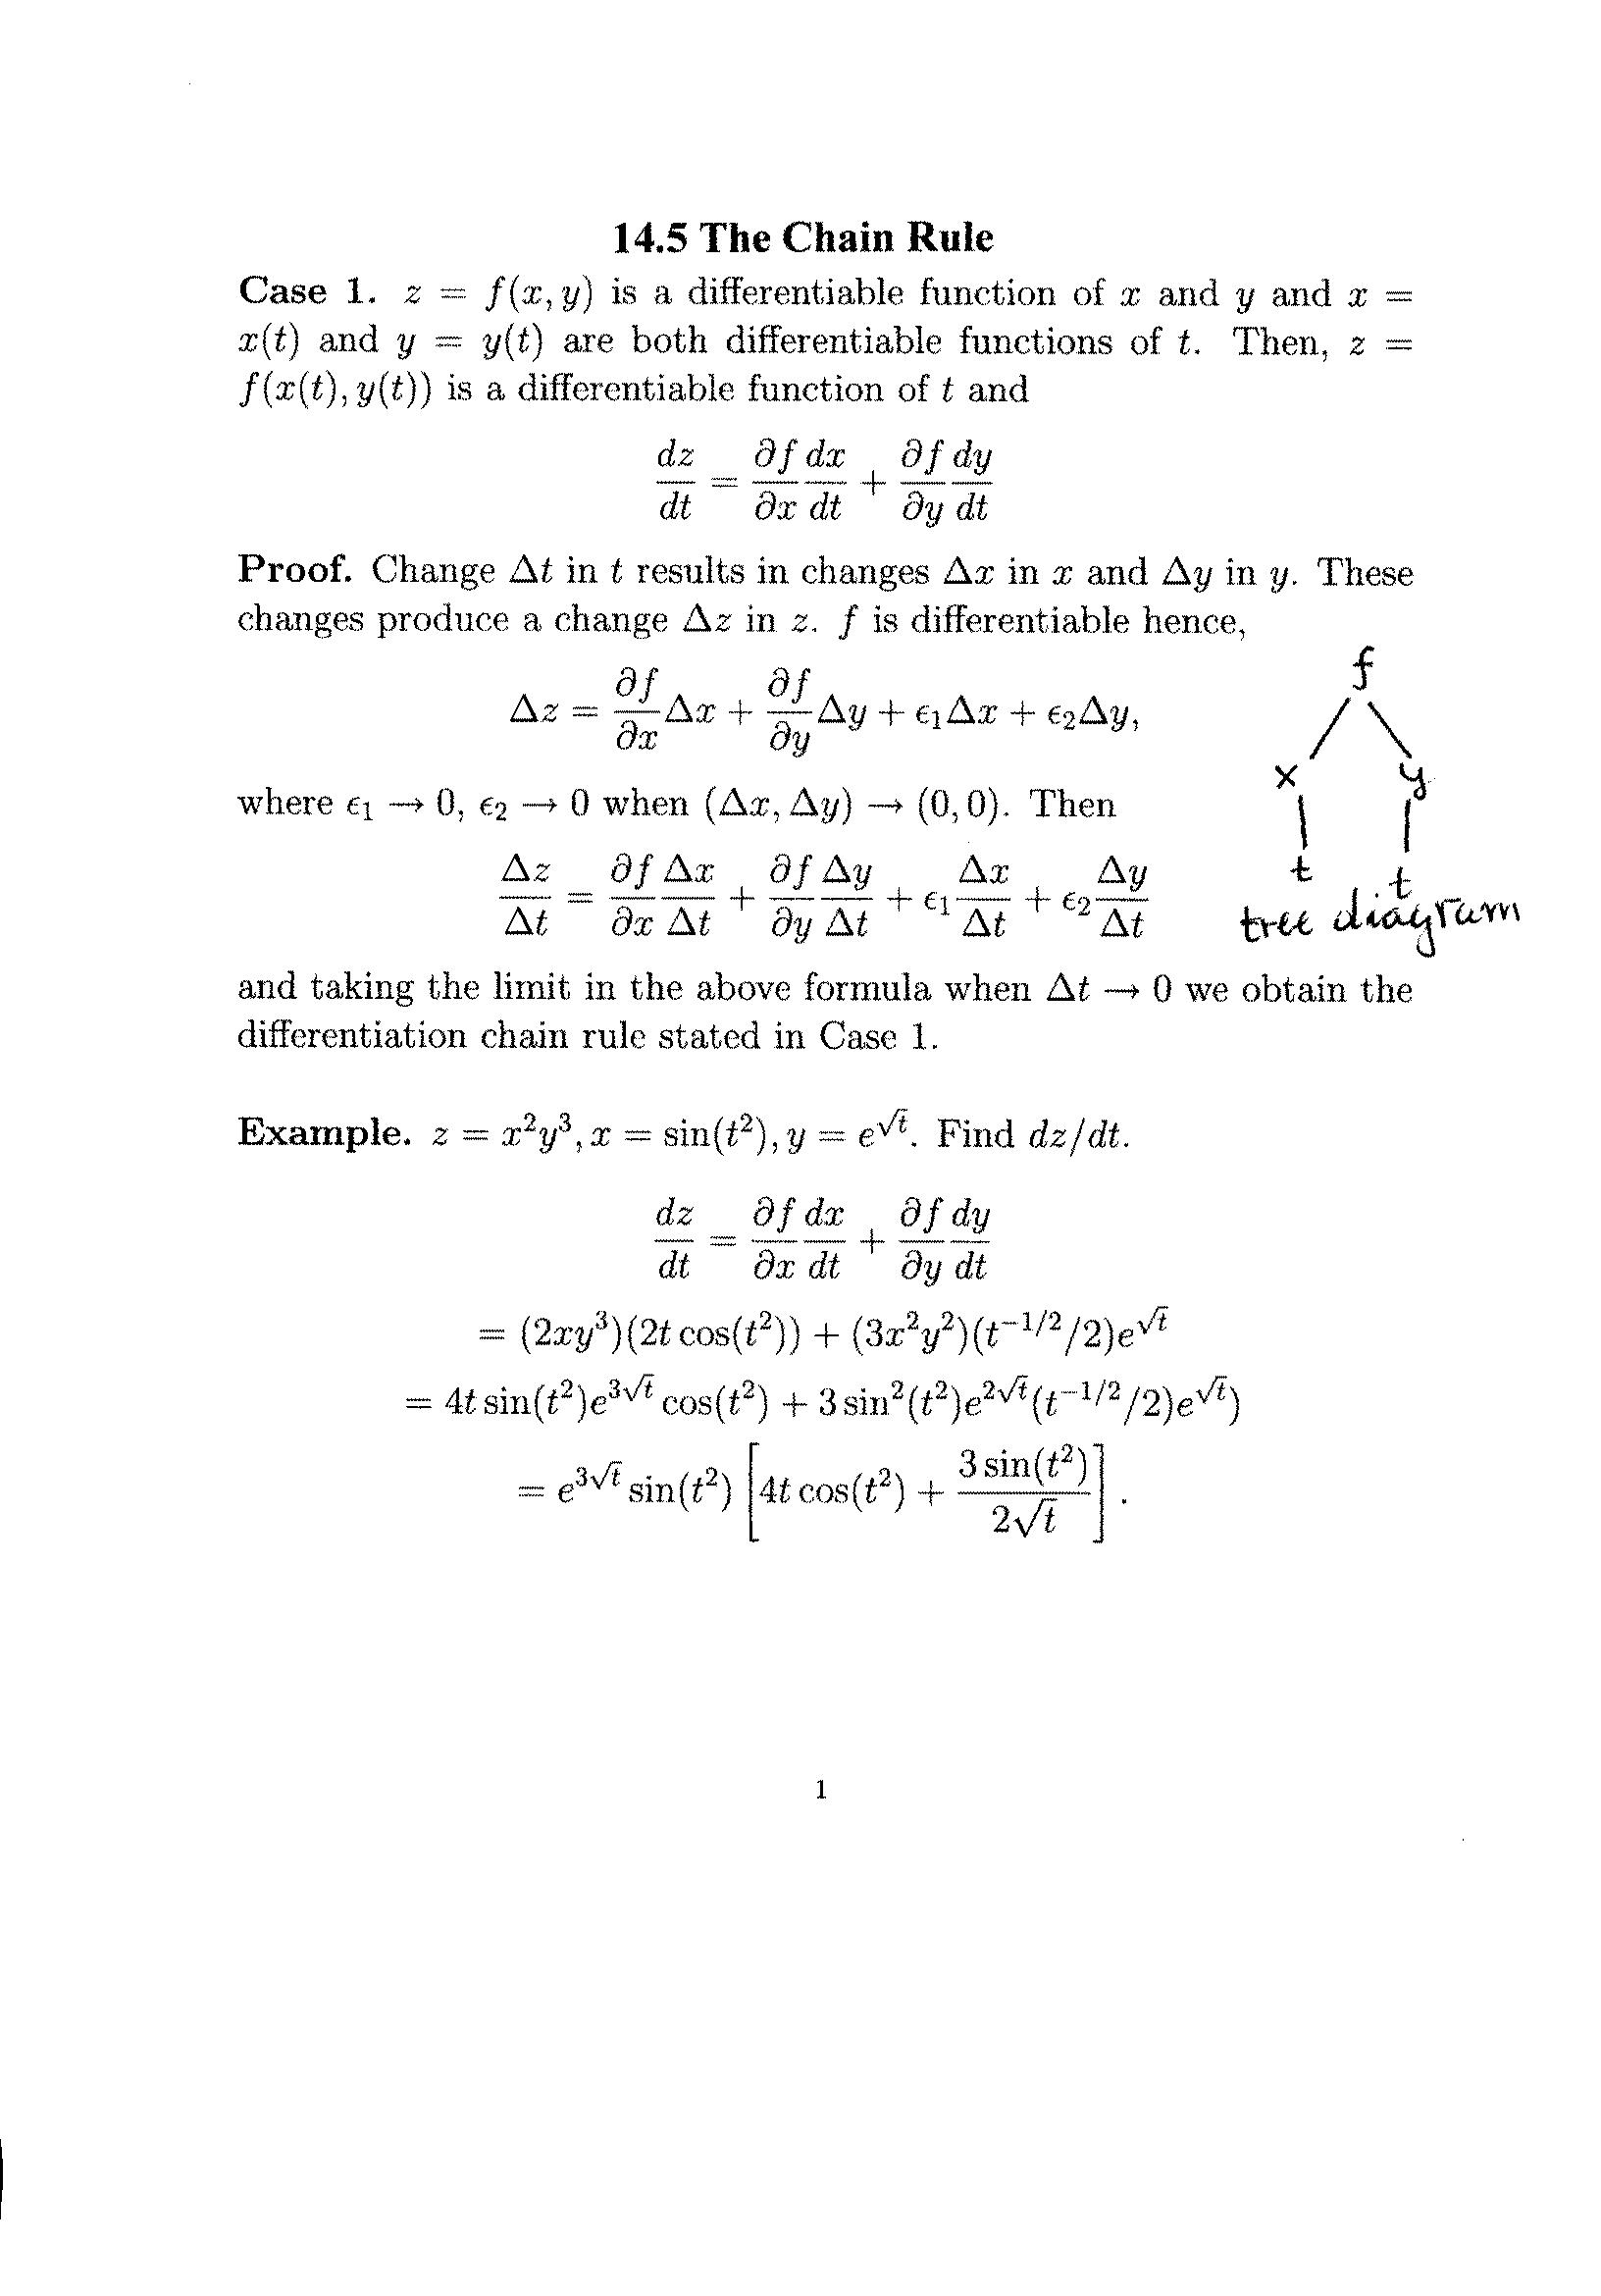 14.5 The Chain Rule
Case 1. z = f(x, y) is a differentiable function of x and y and x =
x(t) and y = y(t) are both differentiable functions of t. Then, z =
f(x(t), y(t)) is a differentiable function of t and
dz/dt = ∂f/∂x dx/dt + ∂f/∂y dy/dt
Proof. Change Δt in t results in changes Δx in x and Δy in y. These
changes produce a change Δz in z. f is differentiable hence,
Δz = ∂f/∂x Δx + ∂f/∂y Δy + ϵ₁Δx + ϵ₂Δy,
where ϵ₁ → 0, ϵ₂ → 0 when (Δx, Δy) → (0, 0). Then
Δz/Δt = ∂f/∂x Δx/Δt + ∂f/∂y Δy/Δt + ϵ₁ Δx/Δt + ϵ₂ Δy/Δt
f
x y
t t
tree diagram
and taking the limit in the above formula when Δt → 0 we obtain the
differentiation chain rule stated in Case 1.
Example. z = x²y³, x = sin(t²), y = e^√t. Find dz/dt.
dz/dt = ∂f/∂x dx/dt + ∂f/∂y dy/dt
= (2xy³)(2t cos(t²)) + (3x²y²)(t^(-1/2)/2)e^√t
= 4t sin(t²)e^(3√t) cos(t²) + 3 sin²(t²)e^(2√t)(t^(-1/2)/2)e^√t)
= e^(3√t) sin(t²) [4t cos(t²) + 3 sin(t²)/2√t].
1